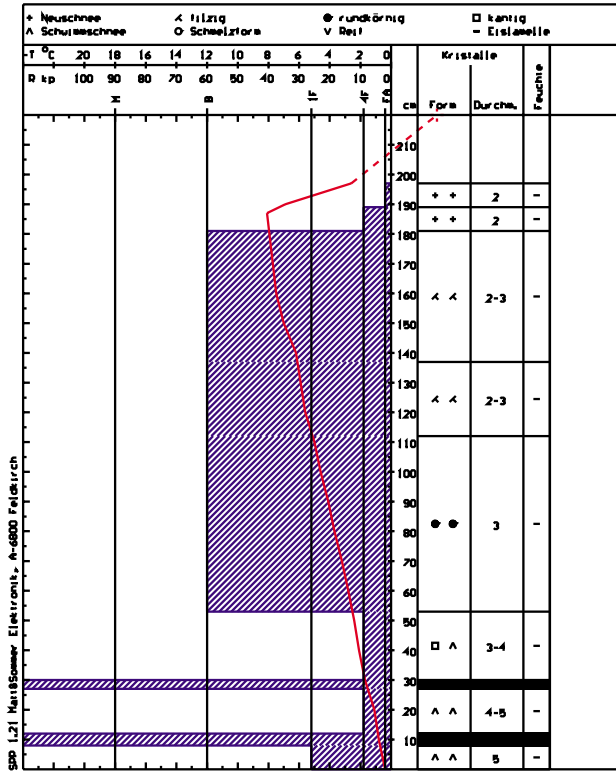 + Neuschnee ⁁ filzig ● rundkörnig □ kantig
^ Schwimmschnee O Schmelzform V Reif - Eislamelle
-T °C 20 18 16 14 12 10 8 6 4 2 0 Kristalle
R kp 100 90 80 70 60 50 40 30 20 10 0 cm Form Durchm. Feuchte
M B 1F 4F FA
210
200
190 + + 2 -
180 + + 2 -
170
160 2-3 -
150
140
130
120 2-3 -
110
100
90
80 ● ● 3 -
70
60
50
40 □ ^ 3-4 -
30
20 ^ ^ 4-5 -
10
^ ^ 5 -
SPP 1.21 Matt&Sommer Elektronik, A-6800 Feldkirch